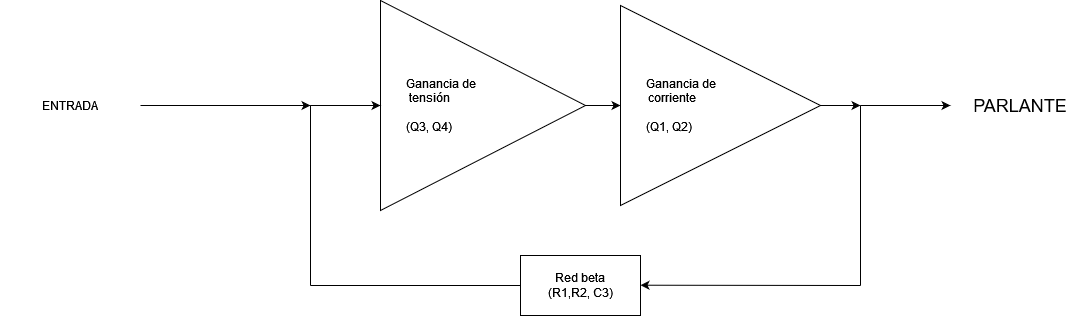 ENTRADA
Ganancia de
tensión
(Q3, Q4)
Ganancia de
corriente
(Q1, Q2)
PARLANTE
Red beta
(R1,R2, C3)